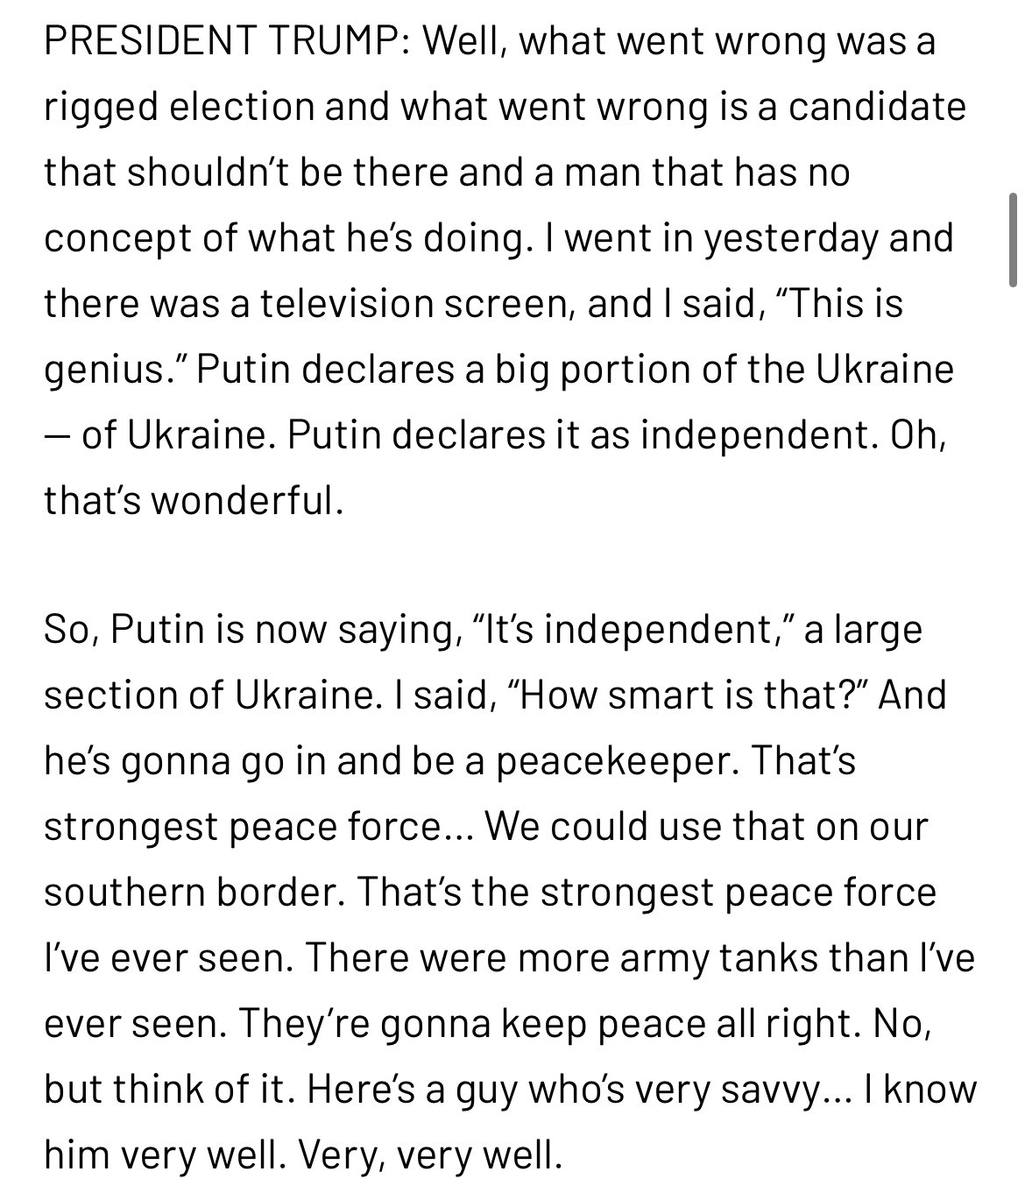 PRESIDENT TRUMP: Well, what went wrong was a
rigged election and what went wrong is a candidate
that shouldn’t be there and a man that has no
concept of what he’s doing. I went in yesterday and
there was a television screen, and I said, “This is
genius.” Putin declares a big portion of the Ukraine
— of Ukraine. Putin declares it as independent. Oh,
that’s wonderful.
So, Putin is now saying, “It’s independent,” a large
section of Ukraine. I said, “How smart is that?” And
he’s gonna go in and be a peacekeeper. That’s
strongest peace force… We could use that on our
southern border. That’s the strongest peace force
I’ve ever seen. There were more army tanks than I’ve
ever seen. They’re gonna keep peace all right. No,
but think of it. Here’s a guy who’s very savvy… I know
him very well. Very, very well.